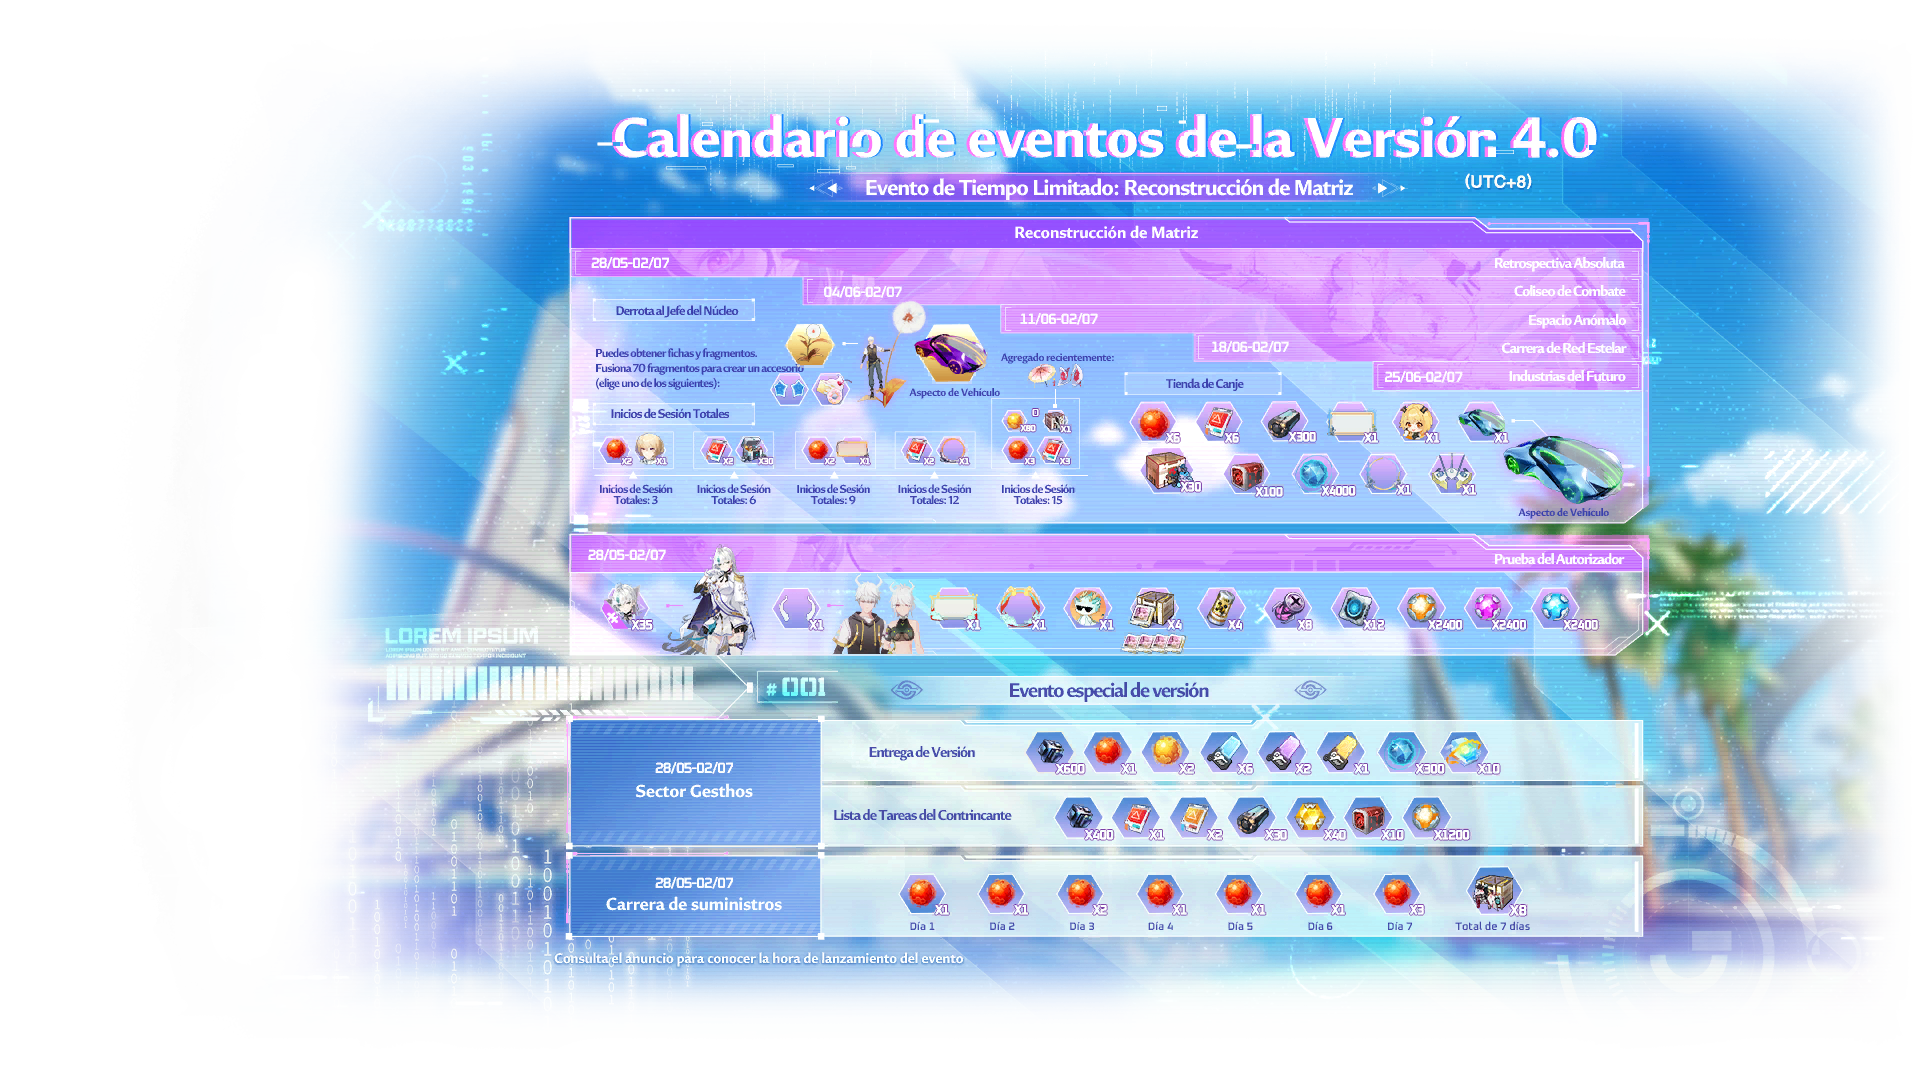 Calendario de eventos de la Versión 4.0
Evento de Tiempo Limitado: Reconstrucción de Matriz
(UTC+8)
Reconstrucción de Matriz
28/05-02/07
Retrospectiva Absoluta
04/06-02/07
Coliseo de Combate
11/06-02/07
Espacio Anómalo
18/06-02/07
Carrera de Red Estelar
25/06-02/07
Industrias del Futuro
Derrota al Jefe del Núcleo
Puedes obtener fichas y fragmentos.
Fusiona 70 fragmentos para crear un accesorio
(elige uno de los siguientes):
Aspecto de Vehículo
Agregado recientemente:
Inicios de Sesión Totales
X2 X1
X2 X30
X2 X1
X2 X1
X80 0 X1
X3 X3
Inicios de Sesión
Totales: 3
Inicios de Sesión
Totales: 6
Inicios de Sesión
Totales: 9
Inicios de Sesión
Totales: 12
Inicios de Sesión
Totales: 15
Tienda de Canje
X6 X6 X300 X1 X1 X1
X30 X100 X4000 X1 X1
Aspecto de Vehículo
28/05-02/07
Prueba del Autorizador
X35 X1 X1 X1 X1 X4 X4 X8 X12 X2400 X2400 X2400
LOREM IPSUM
# 001
Evento especial de versión
28/05-02/07
Sector Gesthos
Entrega de Versión
X600 X1 X2 X6 X2 X1 X300 X10
Lista de Tareas del Contrincante
X400 X1 X2 X30 X40 X10 X1200
28/05-02/07
Carrera de suministros
X1 X1 X2 X1 X1 X1 X3 X8
Día 1 Día 2 Día 3 Día 4 Día 5 Día 6 Día 7 Total de 7 días
Consulta el anuncio para conocer la hora de lanzamiento del evento